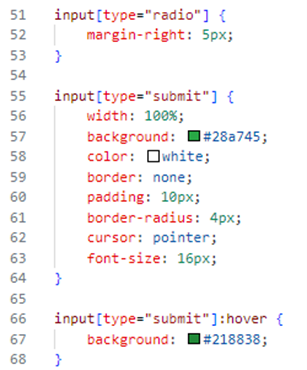 51 input[type="radio"] {
52     margin-right: 5px;
53 }
54
55 input[type="submit"] {
56     width: 100%;
57     background: #28a745;
58     color: white;
59     border: none;
60     padding: 10px;
61     border-radius: 4px;
62     cursor: pointer;
63     font-size: 16px;
64 }
65
66 input[type="submit"]:hover {
67     background: #218838;
68 }